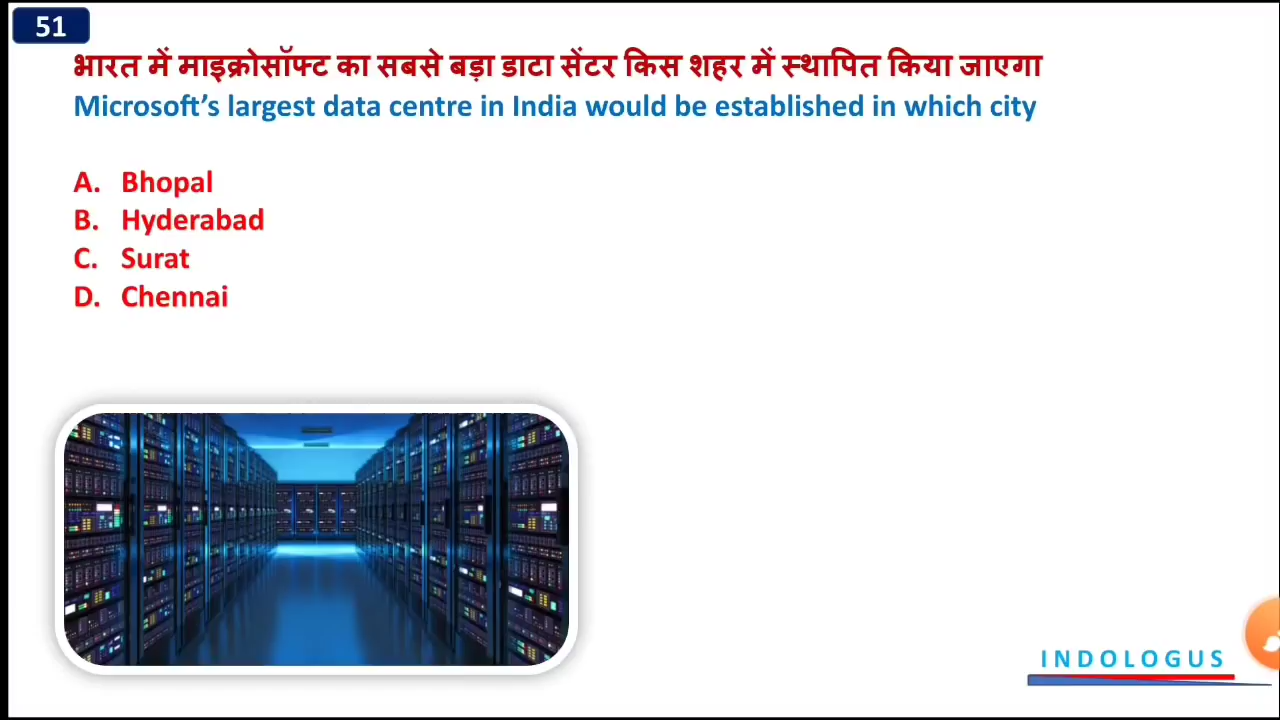 51
भारत में माइक्रोसॉफ्ट का सबसे बड़ा डाटा सेंटर किस शहर में स्थापित किया जाएगा
Microsoft’s largest data centre in India would be established in which city
A. Bhopal
B. Hyderabad
C. Surat
D. Chennai
INDOLOGUS